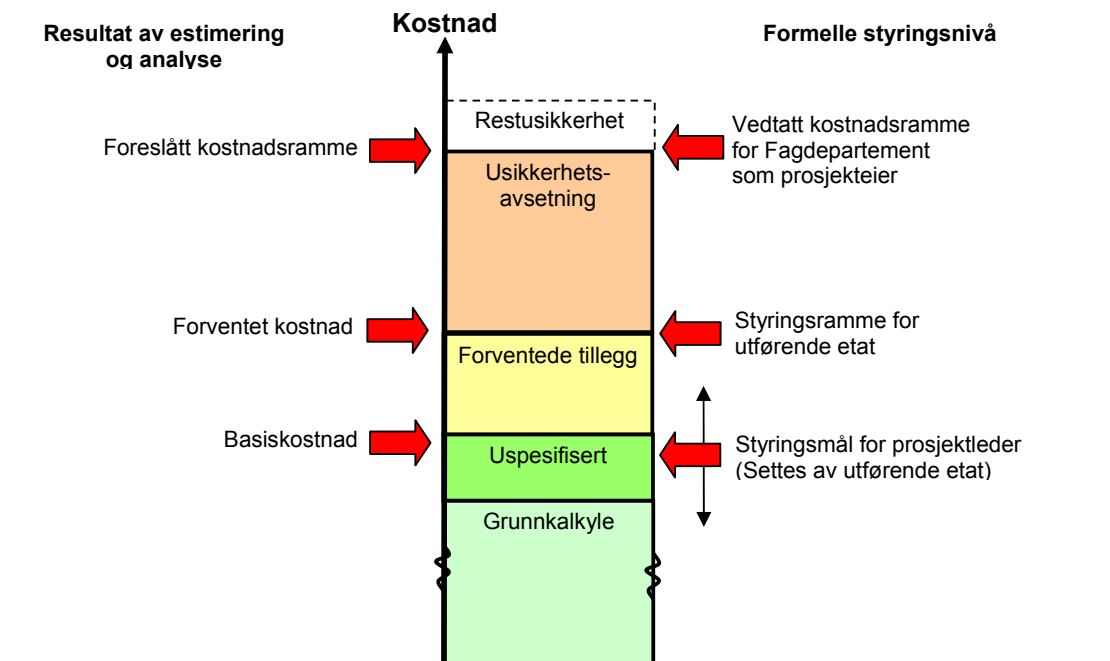 Resultat av estimering
og analyse
Kostnad
Formelle styringsnivå
Restusikkerhet
Foreslått kostnadsramme
Vedtatt kostnadsramme
for Fagdepartement
som prosjekteier
Usikkerhets-
avsetning
Forventet kostnad
Styringsramme for
utførende etat
Forventede tillegg
Basiskostnad
Uspesifisert
Styringsmål for prosjektleder
(Settes av utførende etat)
Grunnkalkyle